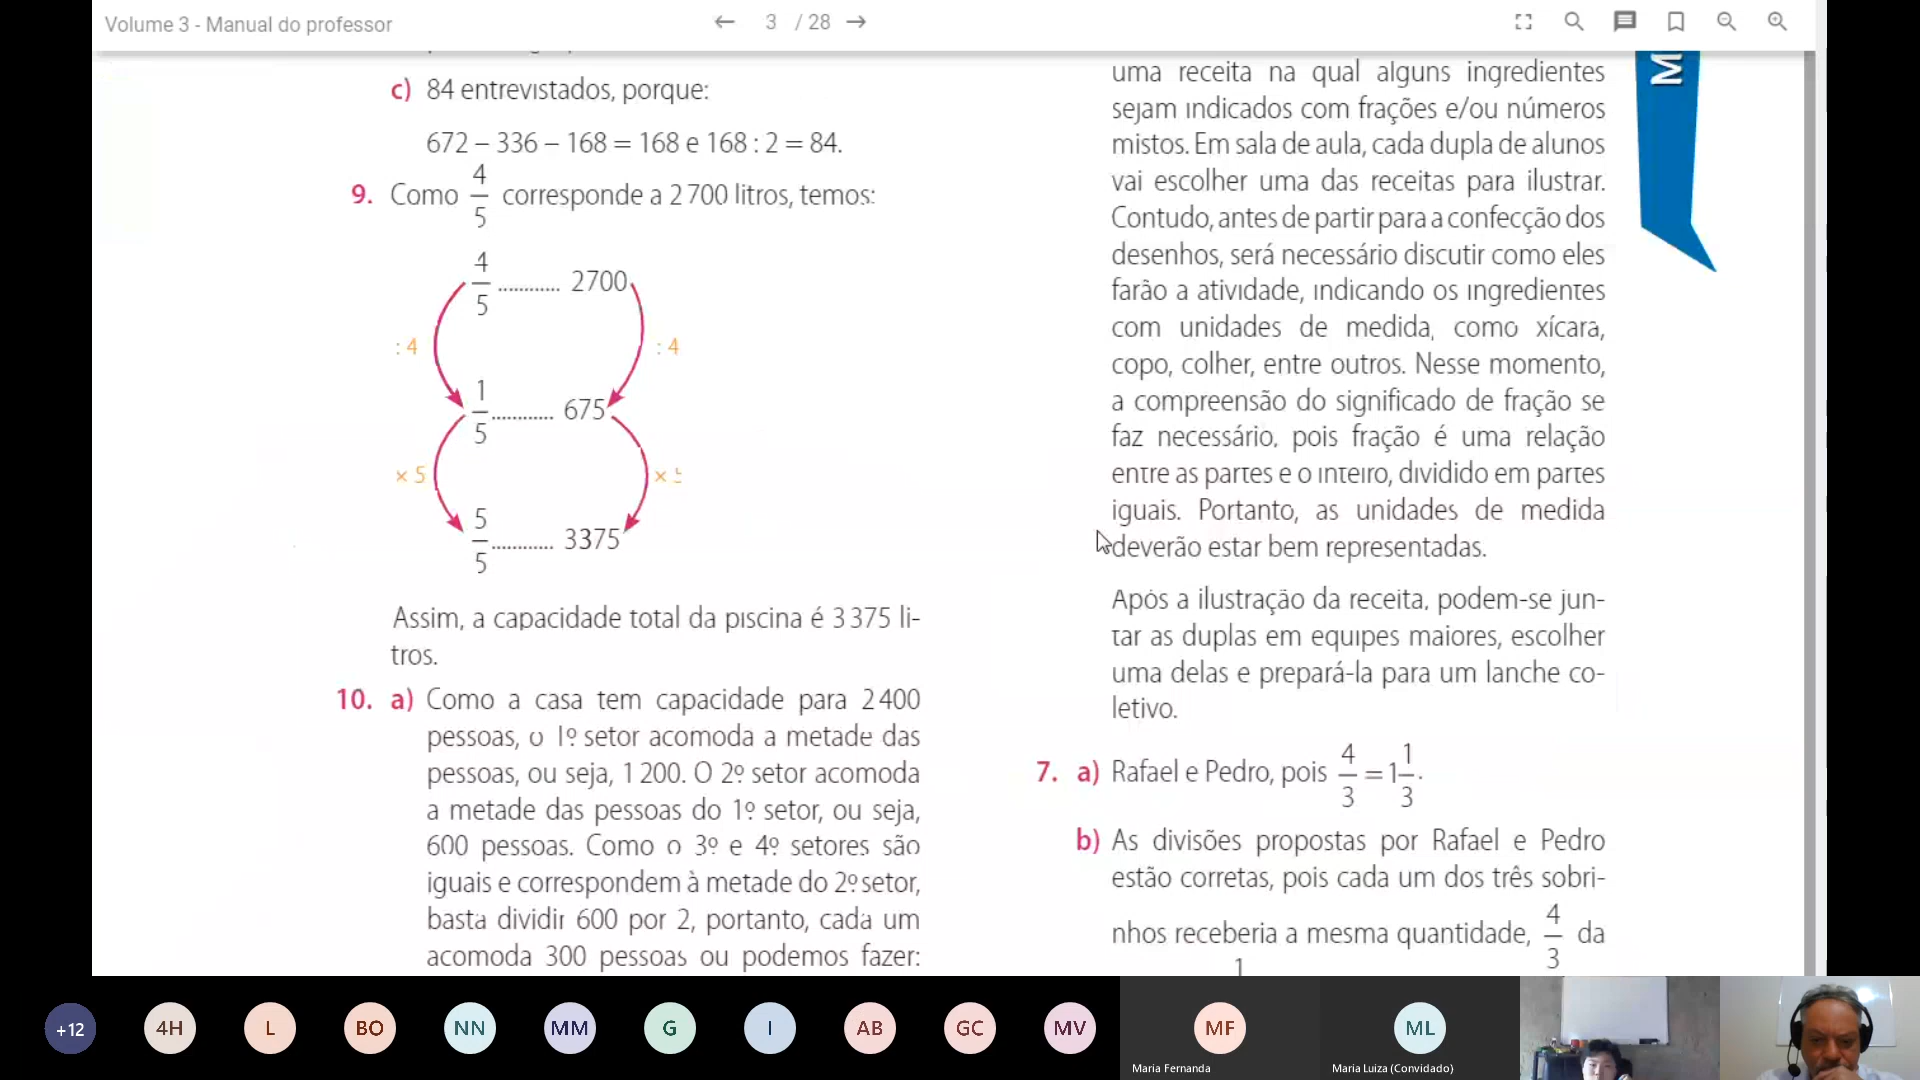 Volume 3 - Manual do professor
3 / 28
c) 84 entrevistados, porque:
672 – 336 – 168 = 168 e 168 : 2 = 84.
9. Como 4/5 corresponde a 2 700 litros, temos:
4/5 ............ 2700
: 4 : 4
1/5 ............ 675
× 5 × 5
5/5 ............ 3375
Assim, a capacidade total da piscina é 3 375 li-
tros.
10. a) Como a casa tem capacidade para 2 400
pessoas, o 1º setor acomoda a metade das
pessoas, ou seja, 1 200. O 2º setor acomoda
a metade das pessoas do 1º setor, ou seja,
600 pessoas. Como o 3º e 4º setores são
iguais e correspondem à metade do 2º setor,
basta dividir 600 por 2, portanto, cada um
acomoda 300 pessoas ou podemos fazer:
uma receita na qual alguns ingredientes
sejam indicados com frações e/ou números
mistos. Em sala de aula, cada dupla de alunos
vai escolher uma das receitas para ilustrar.
Contudo, antes de partir para a confecção dos
desenhos, será necessário discutir como eles
farão a atividade, indicando os ingredientes
com unidades de medida, como xícara,
copo, colher, entre outros. Nesse momento,
a compreensão do significado de fração se
faz necessário, pois fração é uma relação
entre as partes e o inteiro, dividido em partes
iguais. Portanto, as unidades de medida
deverão estar bem representadas.
Após a ilustração da receita, podem-se jun-
tar as duplas em equipes maiores, escolher
uma delas e prepará-la para um lanche co-
letivo.
7. a) Rafael e Pedro, pois 4/3 = 1 1/3.
b) As divisões propostas por Rafael e Pedro
estão corretas, pois cada um dos três sobri-
nhos receberia a mesma quantidade, 4/3 da
1
M
+12 4H L BO NN MM G I AB GC MV MF ML
Maria Fernanda Maria Luiza (Convidado)